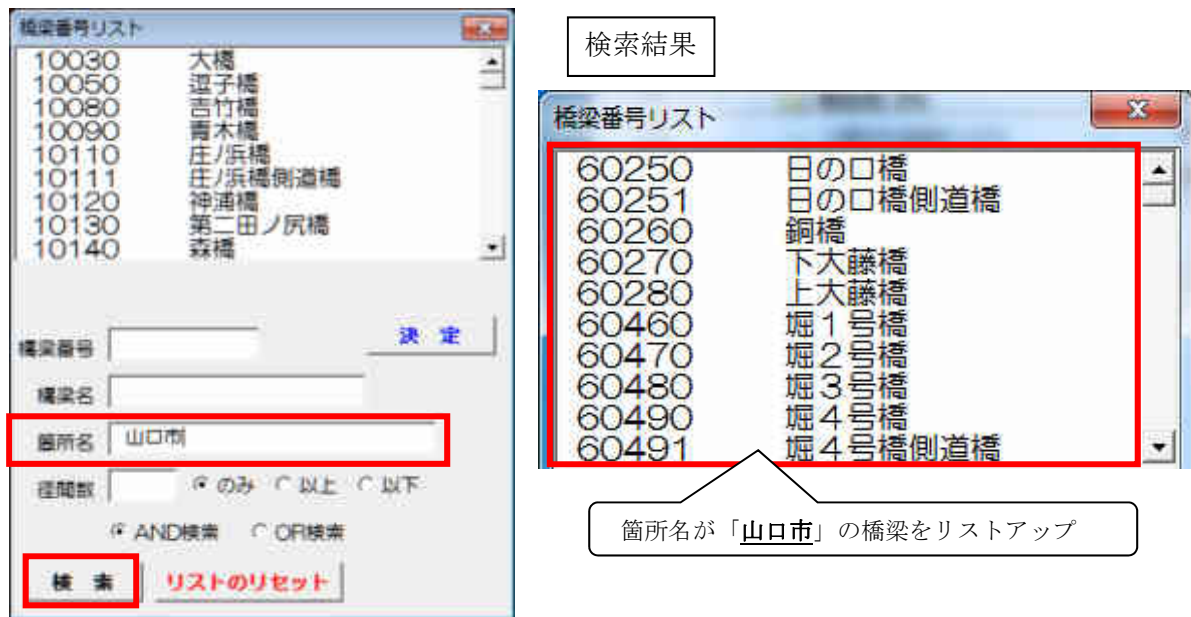 橋梁番号リスト
10030 大橋
10050 逗子橋
10080 吉竹橋
10090 青木橋
10110 庄ノ浜橋
10111 庄ノ浜橋側道橋
10120 神浦橋
10130 第二田ノ尻橋
10140 森橋
橋梁番号
決 定
橋梁名
箇所名 山口市
径間数 のみ 以上 以下
AND検索 OR検索
検 索 リストのリセット
検索結果
橋梁番号リスト
60250 日の口橋
60251 日の口橋側道橋
60260 銅橋
60270 下大藤橋
60280 上大藤橋
60460 堀1号橋
60470 堀2号橋
60480 堀3号橋
60490 堀4号橋
60491 堀4号橋側道橋
箇所名が「山口市」の橋梁をリストアップ